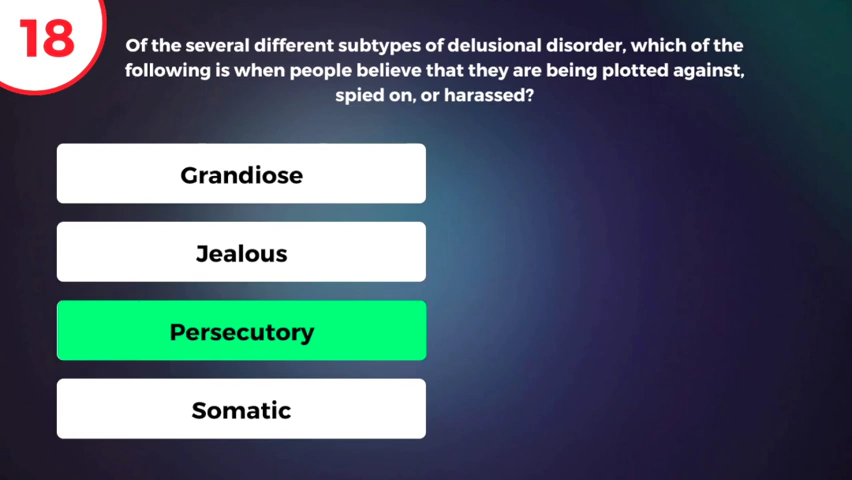 18
Of the several different subtypes of delusional disorder, which of the
following is when people believe that they are being plotted against,
spied on, or harassed?
Grandiose
Jealous
Persecutory
Somatic